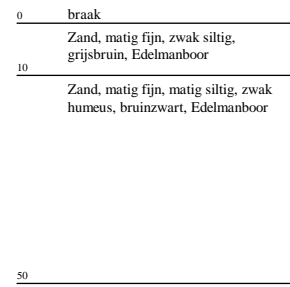 0 braak
Zand, matig fijn, zwak siltig,
grijsbruin, Edelmanboor
10
Zand, matig fijn, matig siltig, zwak
humeus, bruinzwart, Edelmanboor
50